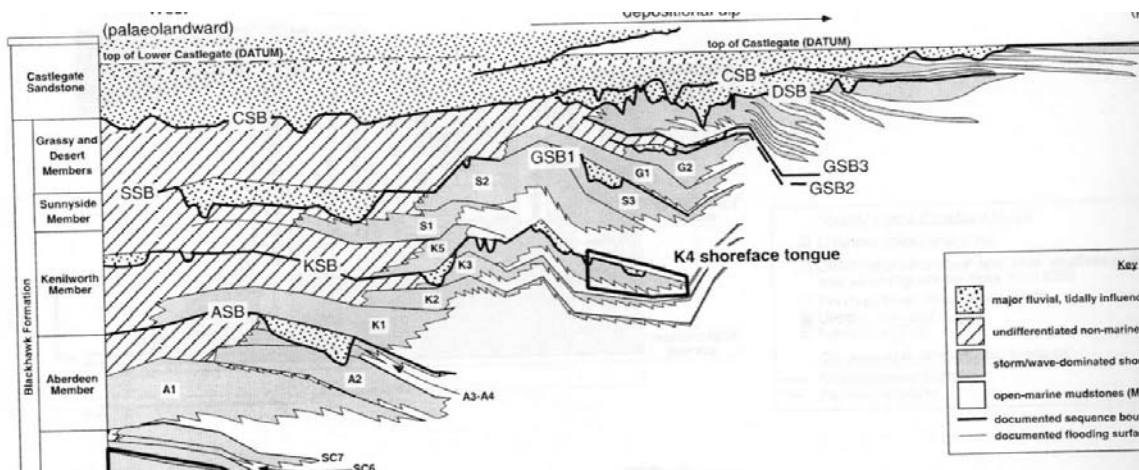 (palaeolandward)
depositional dip
top of Lower Castlegate (DATUM)
top of Castlegate (DATUM)
Castlegate
Sandstone
CSB
DSB
CSB
Grassy and
Desert
Members
GSB1
GSB3
GSB2
G2
G1
S2
S3
SSB
Sunnyside
Member
S1
K5
K4 shoreface tongue
KSB
K3
Kenilworth
Member
K2
K1
ASB
Blackhawk Formation
Aberdeen
Member
A1
A2
A3-A4
SC7
SC6
Key
major fluvial, tidally influenc
undifferentiated non-marine
storm/wave-dominated shor
open-marine mudstones (M
documented sequence bou
documented flooding surfa